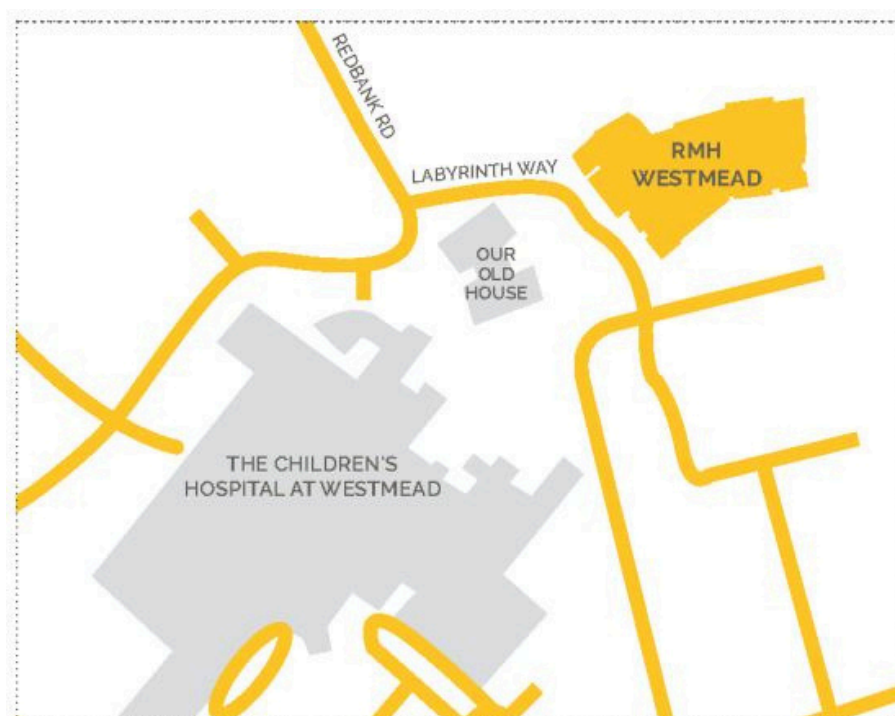 REDBANK RD
LABYRINTH WAY
RMH
WESTMEAD
OUR
OLD
HOUSE
THE CHILDREN'S
HOSPITAL AT WESTMEAD